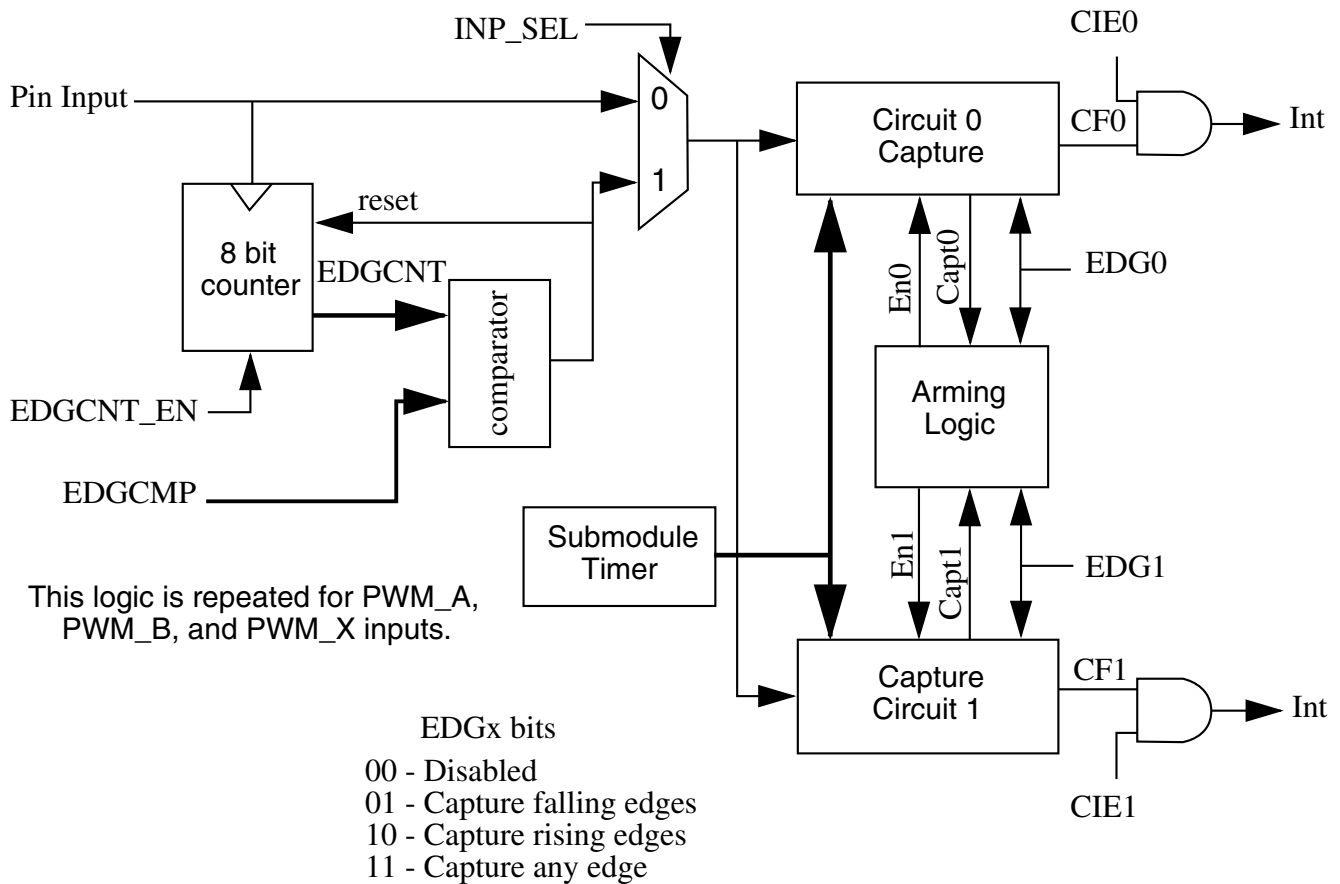 INP_SEL
CIE0
Pin Input
0
Circuit 0
Capture
CF0
Int
1
reset
8 bit
counter
EDGCNT
En0
Capt0
EDG0
comparator
Arming
Logic
EDGCNT_EN
EDGCMP
Submodule
Timer
En1
Capt1
EDG1
This logic is repeated for PWM_A,
PWM_B, and PWM_X inputs.
Capture
Circuit 1
CF1
Int
CIE1
EDGx bits
00 - Disabled
01 - Capture falling edges
10 - Capture rising edges
11 - Capture any edge